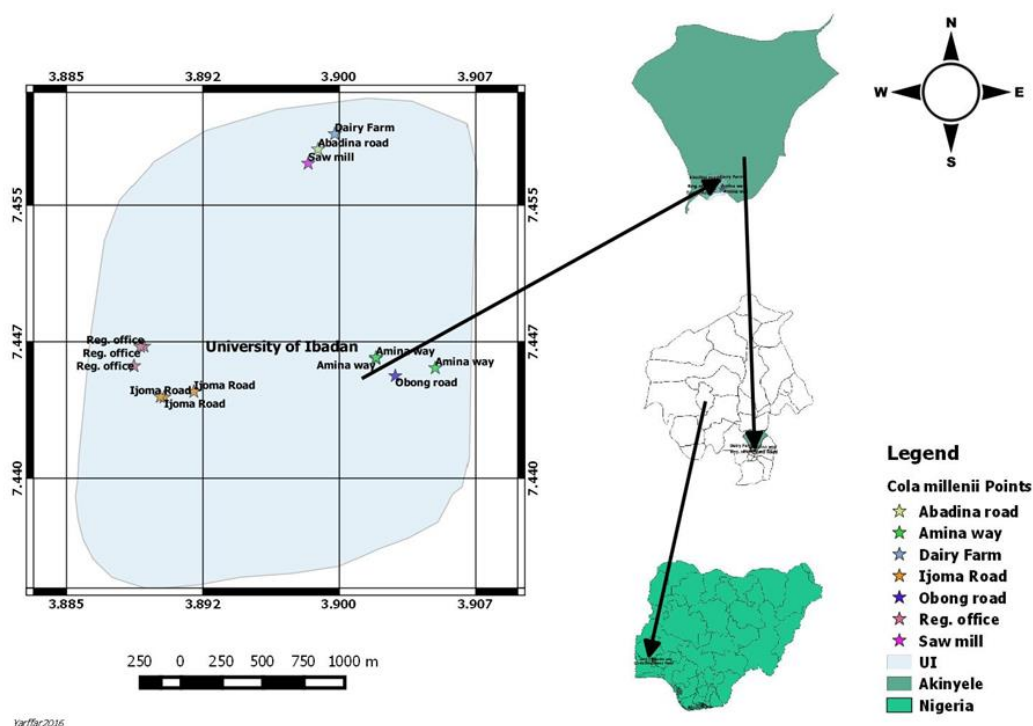 3.885 3.892 3.900 3.907
N
W E
S
Dairy Farm
Abadina road
Saw mill
7.455 7.455
7.447 7.447
Reg. office
Reg. office
Reg. office
University of Ibadan
Amina way
Amina way
Amina way
Obong road
Ijoma Road
Ijoma Road
Ijoma Road
7.440 7.440
3.885 3.892 3.900 3.907
250 0 250 500 750 1000 m
Legend
Cola millenii Points
Abadina road
Amina way
Dairy Farm
Ijoma Road
Obong road
Reg. office
Saw mill
UI
Akinyele
Nigeria
Yarffar2016